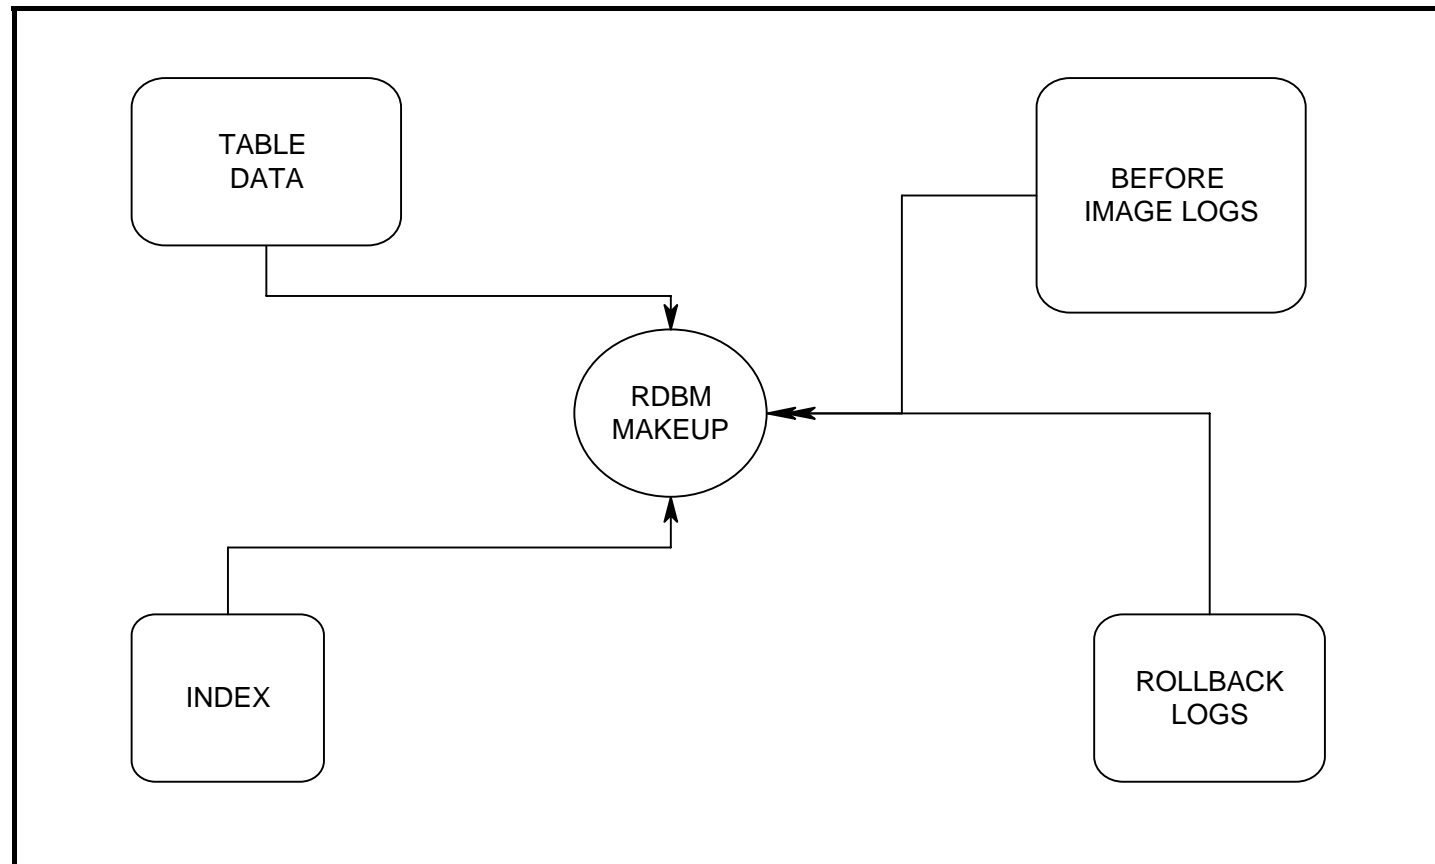 TABLE
DATA
BEFORE
IMAGE LOGS
RDBM
MAKEUP
INDEX
ROLLBACK
LOGS